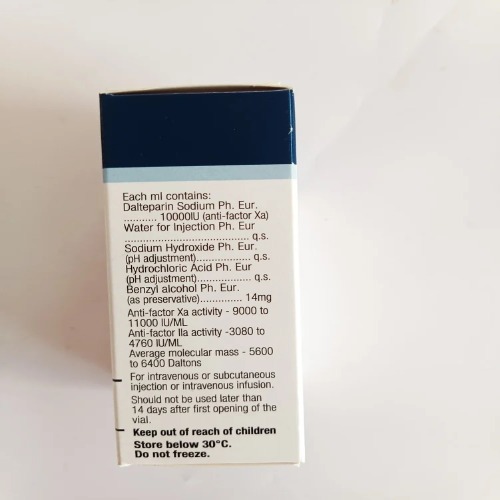 Each ml contains:
Dalteparin Sodium Ph. Eur.
........... 10000IU (anti-factor Xa)
Water for Injection Ph. Eur
......................................... q.s.
Sodium Hydroxide Ph. Eur.
(pH adjustment).................. q.s.
Hydrochloric Acid Ph. Eur
(pH adjustment).................. q.s.
Benzyl alcohol Ph. Eur.
(as preservative).............. 14mg
Anti-factor Xa activity - 9000 to
11000 IU/ML
Anti-factor IIa activity -3080 to
4760 IU/ML
Average molecular mass - 5600
to 6400 Daltons
For intravenous or subcutaneous
injection or intravenous infusion.
Should not be used later than
14 days after first opening of the
vial.
Keep out of reach of children
Store below 30°C.
Do not freeze.